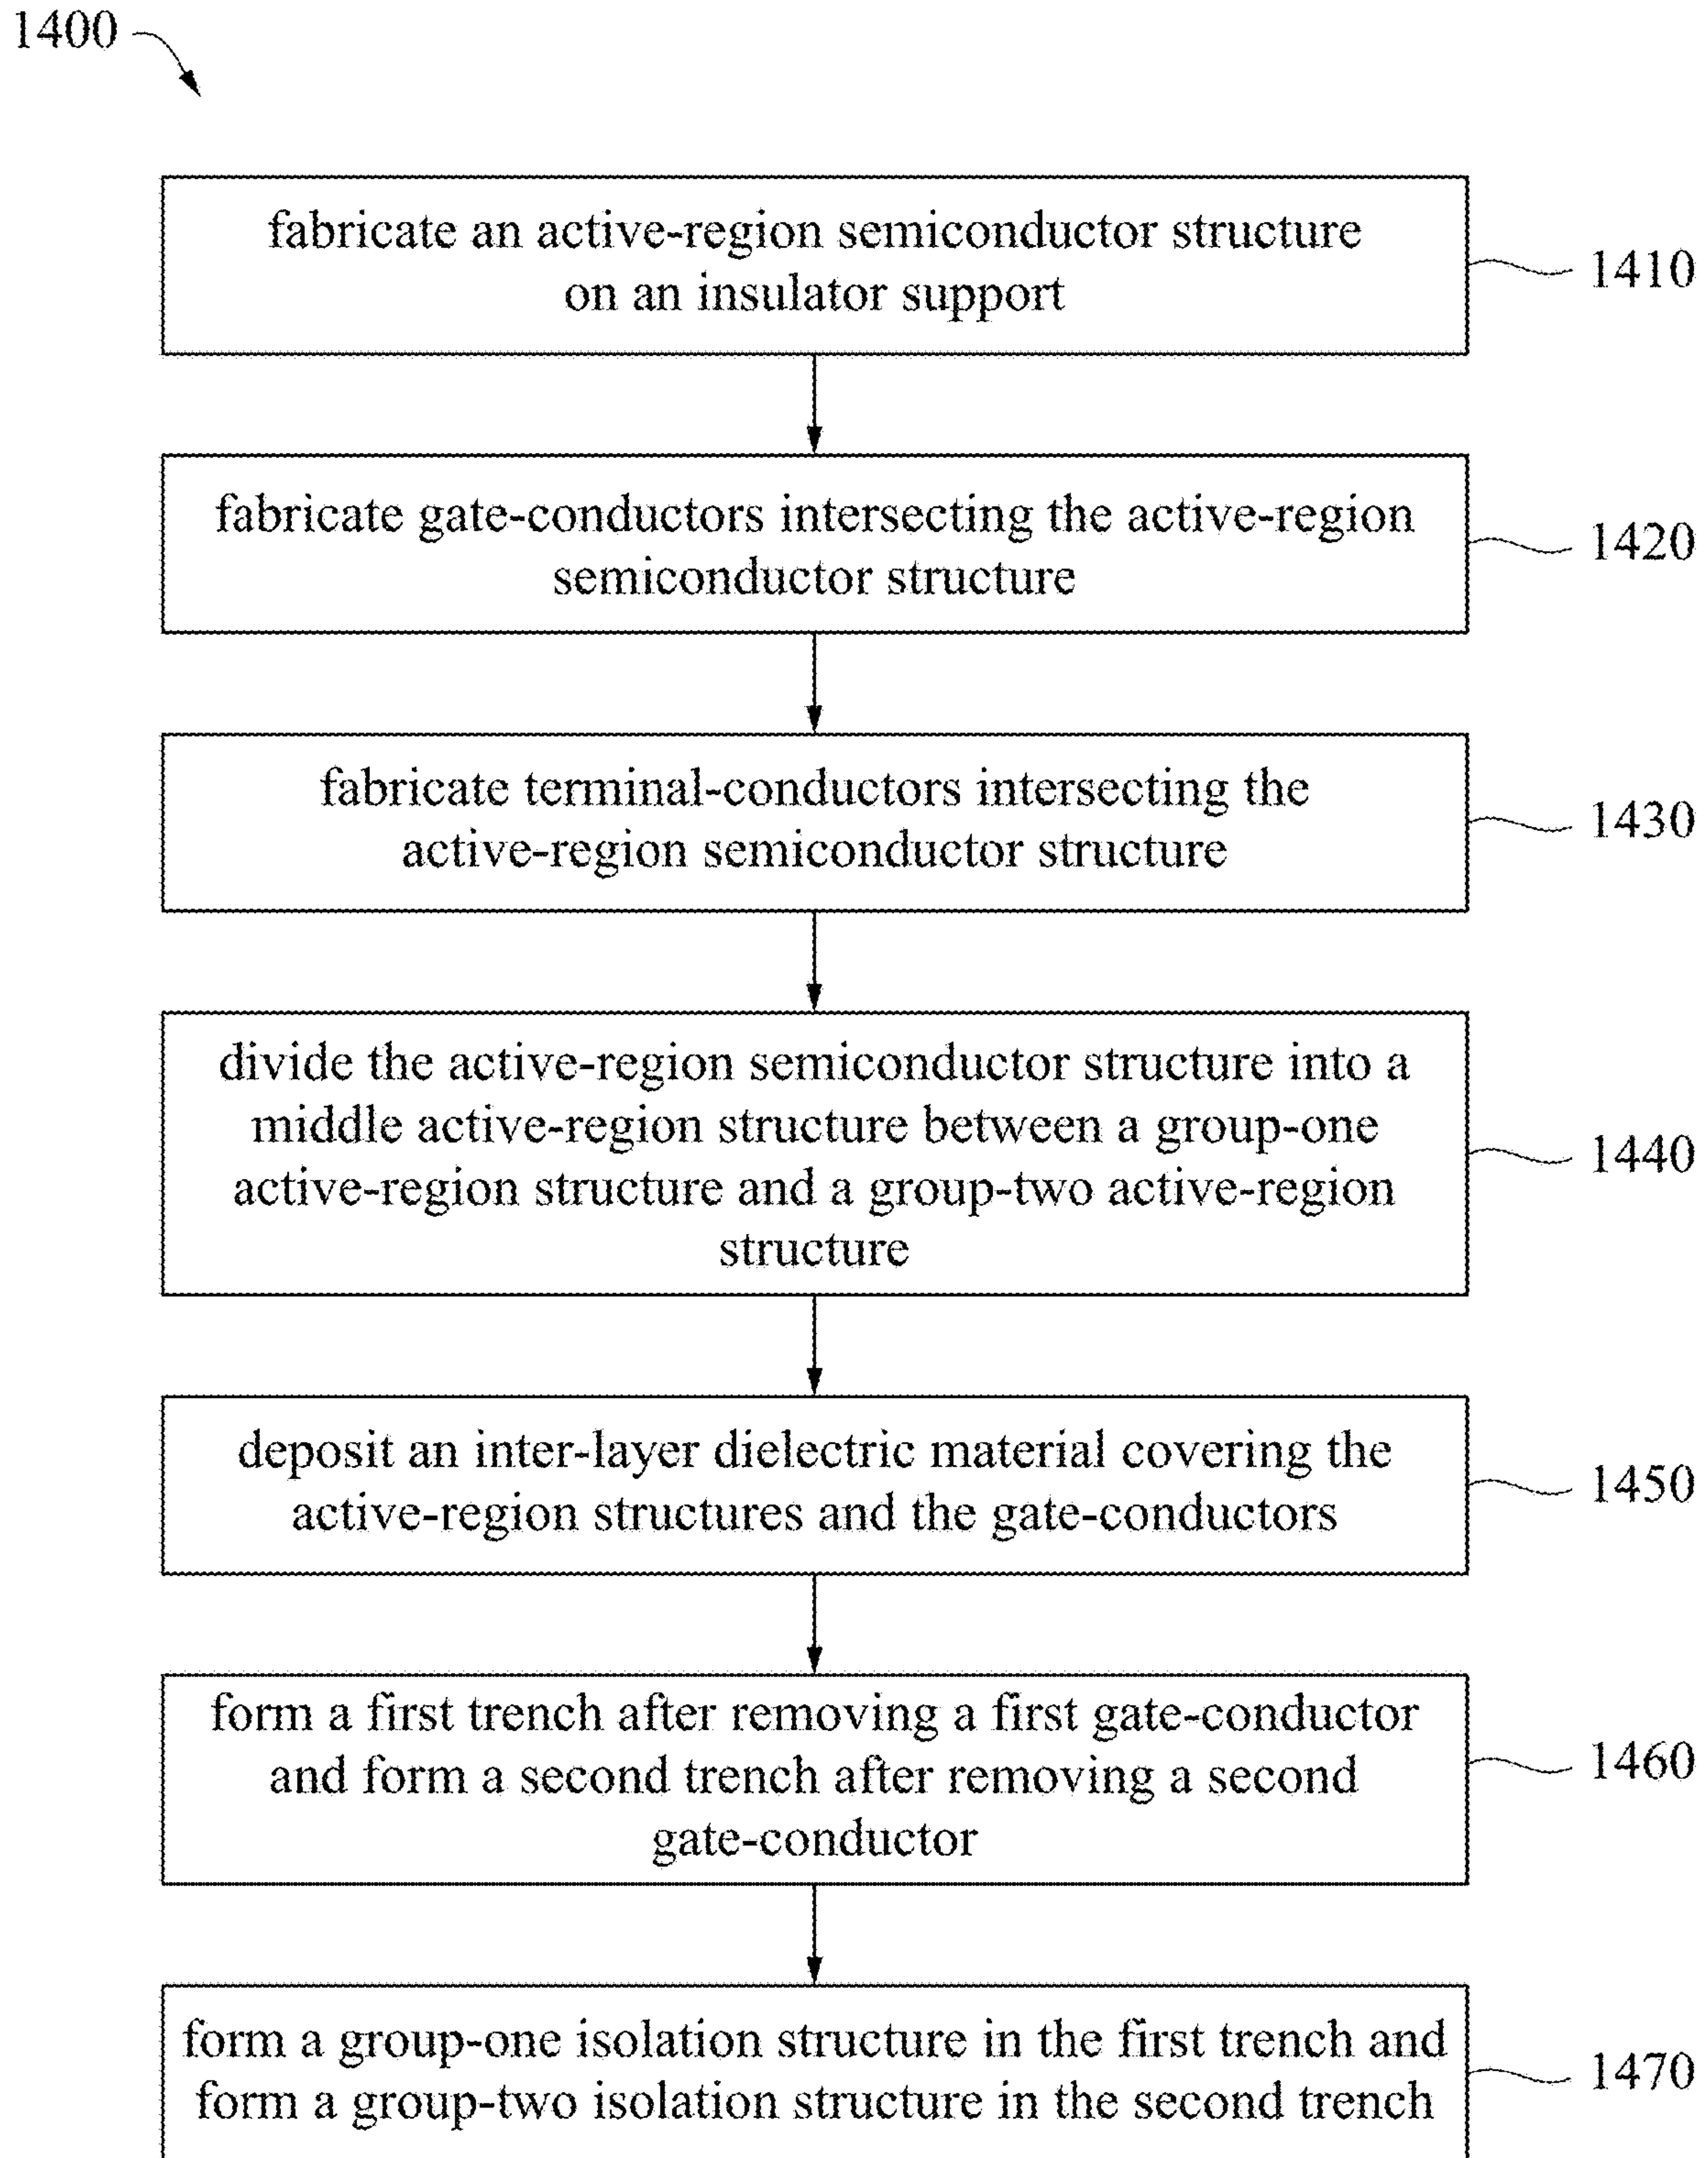 1400
fabricate an active-region semiconductor structure
on an insulator support
1410
fabricate gate-conductors intersecting the active-region
semiconductor structure
1420
fabricate terminal-conductors intersecting the
active-region semiconductor structure
1430
divide the active-region semiconductor structure into a
middle active-region structure between a group-one
active-region structure and a group-two active-region
structure
1440
deposit an inter-layer dielectric material covering the
active-region structures and the gate-conductors
1450
form a first trench after removing a first gate-conductor
and form a second trench after removing a second
gate-conductor
1460
form a group-one isolation structure in the first trench and
form a group-two isolation structure in the second trench
1470